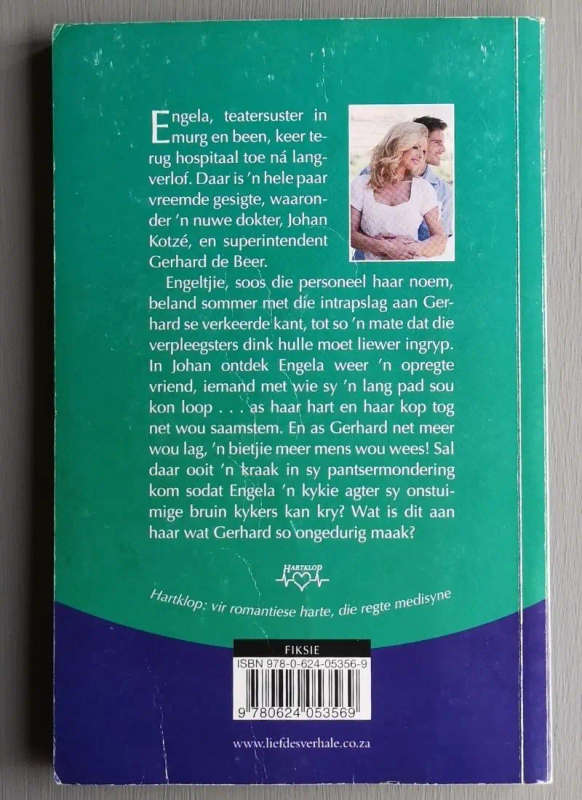 Engela, teatersuster in
murg en been, keer te-
rug hospitaal toe ná lang-
verlof. Daar is 'n hele paar
vreemde gesigte, waaron-
der 'n nuwe dokter, Johan
Kotzé, en superintendent
Gerhard de Beer.
Engeltjie, soos die personeel haar noem,
beland sommer met die intrapslag aan Ger-
hard se verkeerde kant, tot so 'n mate dat die
verpleegsters dink hulle moet liewer ingryp.
In Johan ontdek Engela weer 'n opregte
vriend, iemand met wie sy 'n lang pad sou
kon loop . . . as haar hart en haar kop tog
net wou saamstem. En as Gerhard net meer
wou lag, 'n bietjie meer mens wou wees! Sal
daar ooit 'n kraak in sy pantsermondering
kom sodat Engela 'n kykie agter sy onstui-
mige bruin kykers kan kry? Wat is dit aan
haar wat Gerhard so ongedurig maak?
HARTKLOP
Hartklop: vir romantiese harte, die regte medisyne
FIKSIE
ISBN 978-0-624-05356-9
9 780624 053569
www.liefdesverhale.co.za